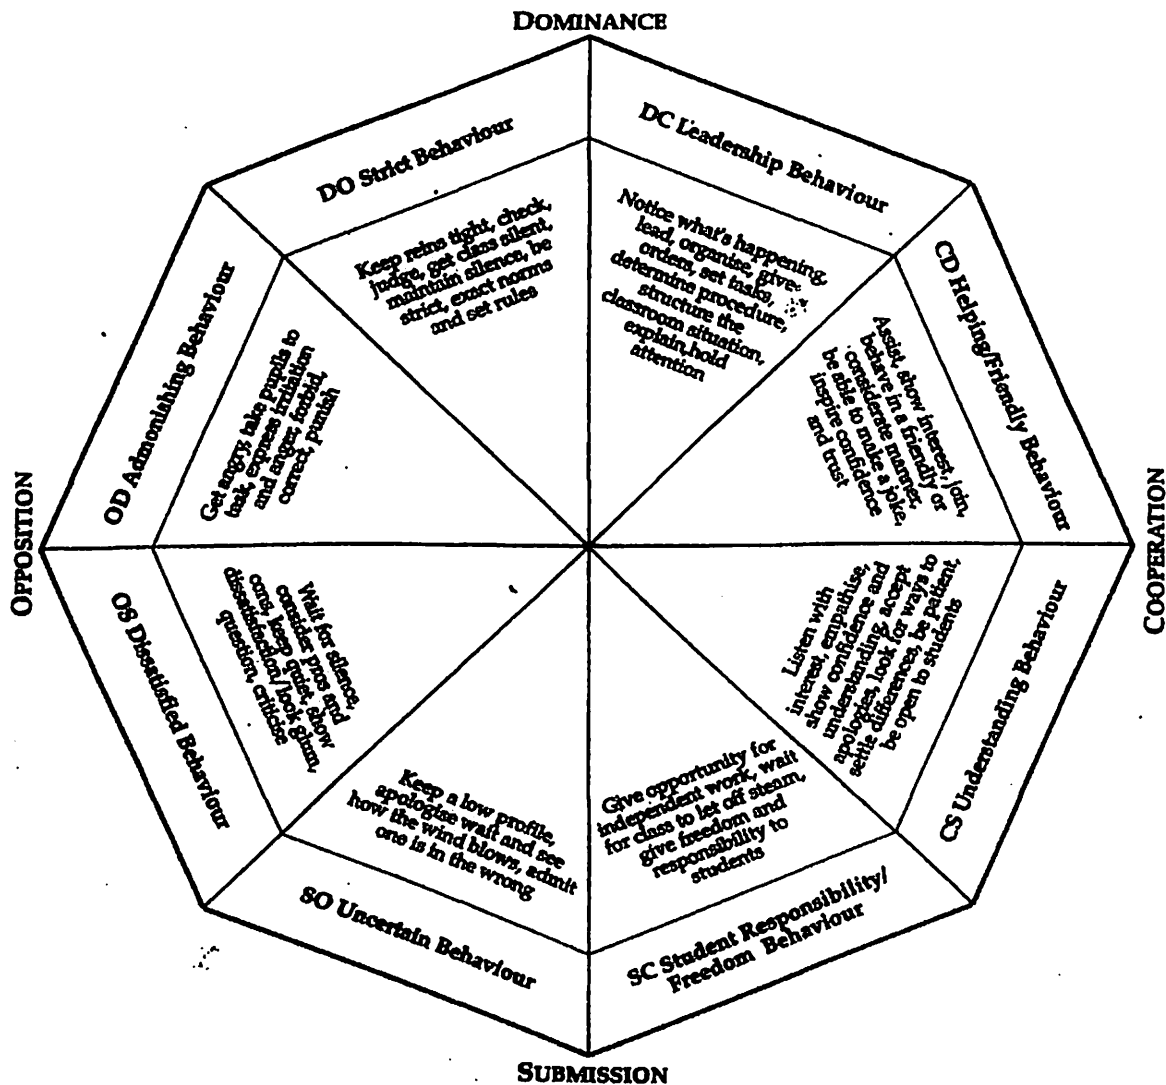 DOMINANCE
DC Leadership Behaviour
Notice what's happening,
lead, organise, give
orders, set tasks,
determine procedure,
structure the
classroom situation,
explain,hold
attention
CD Helping/Friendly Behaviour
Assist, show interest, join,
behave in a friendly or
considerate manner,
be able to make a joke,
inspire confidence
and trust
COOPERATION
CS Understanding Behaviour
Listen with
interest, empathise,
show confidence and
understanding, accept
apologies, look for ways to
settle differences, be patient,
be open to students
SC Student Responsibility/
Freedom Behaviour
Give opportunity for
independent work, wait
for class to let off steam,
give freedom and
responsibility to
students
SUBMISSION
SO Uncertain Behaviour
Keep a low profile,
apologise wait and see
how the wind blows, admit
one is in the wrong
OS Dissatisfied Behaviour
Wait for silence,
consider pros and
cons, keep quiet, show
dissatisfaction/look glum,
question, criticise
OPPOSITION
OD Admonishing Behaviour
Get angry, take pupils to
task, express irritation
and anger, forbid,
correct, punish
DO Strict Behaviour
Keep reins tight, check,
judge, get class silent,
maintain silence, be
strict, exact norms
and set rules